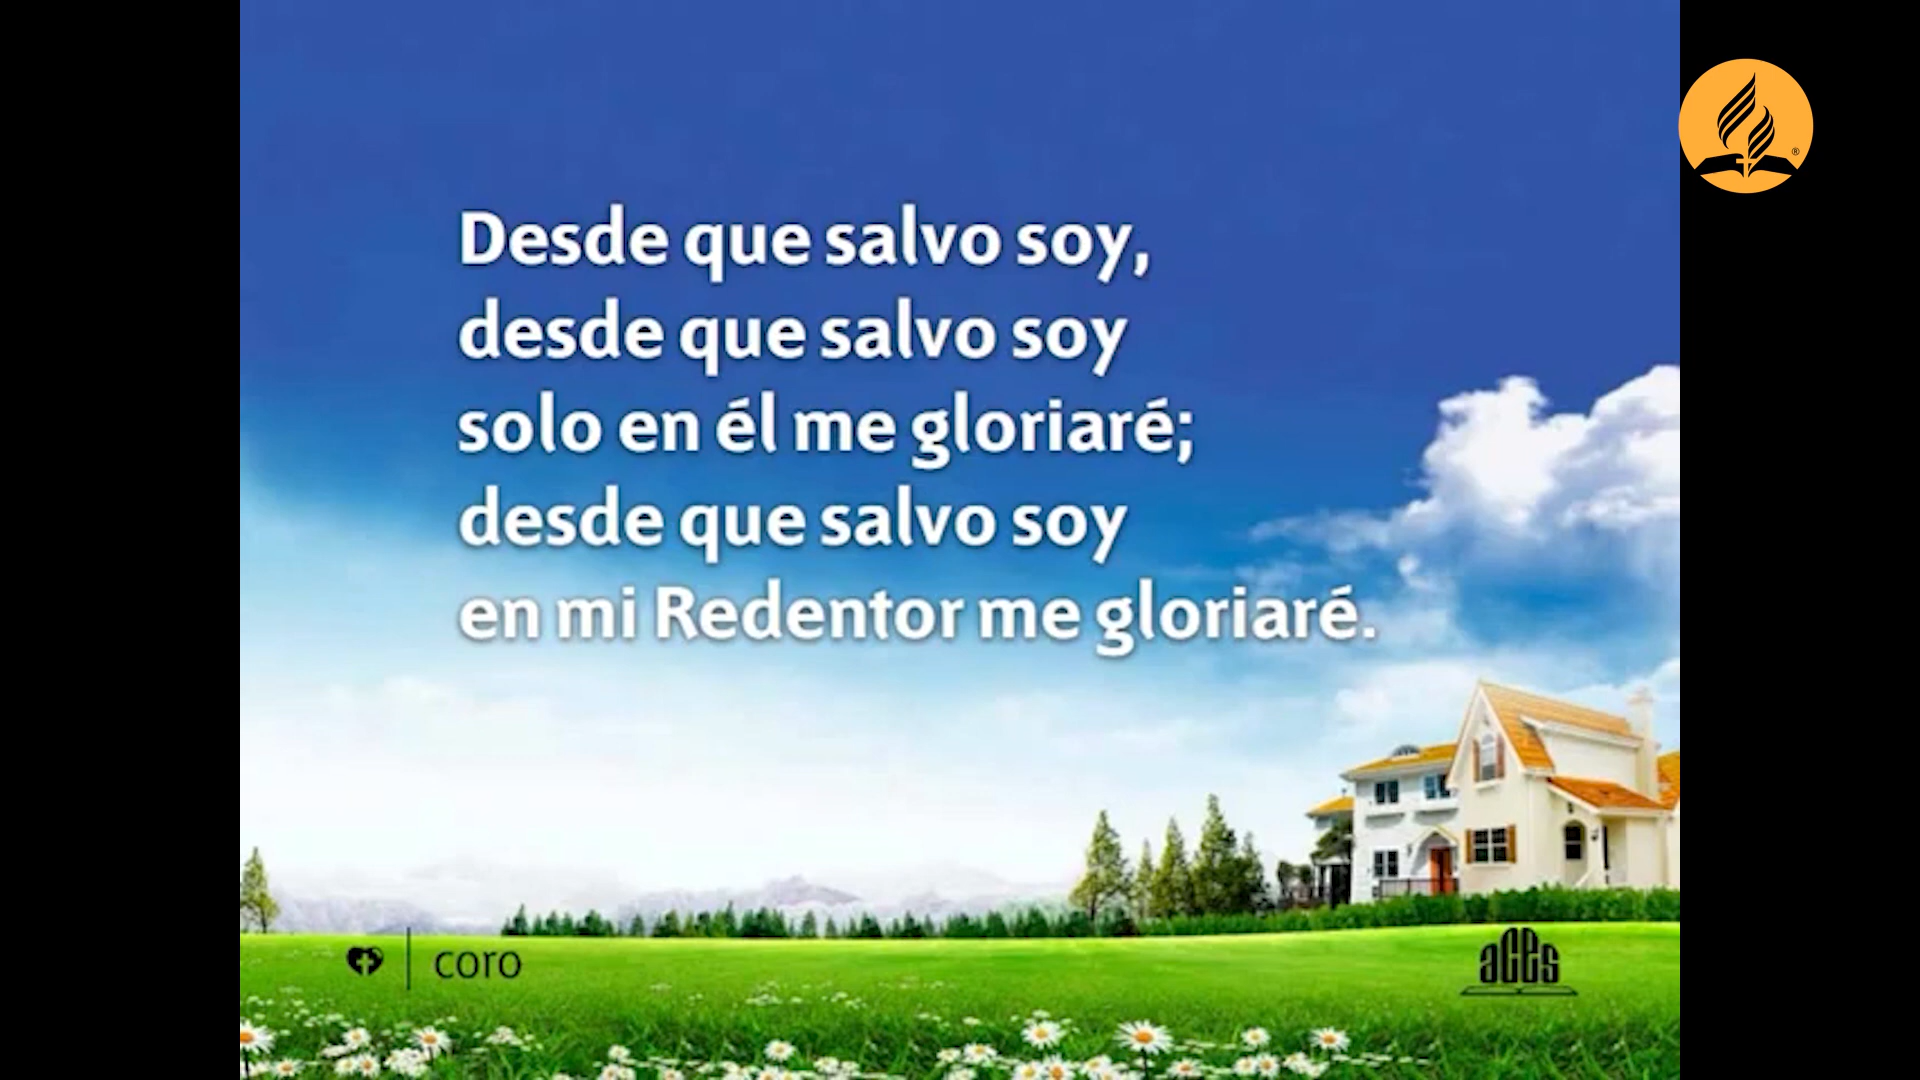 Desde que salvo soy,
desde que salvo soy
solo en él me gloriaré;
desde que salvo soy
en mi Redentor me gloriaré.
coro
aces
®